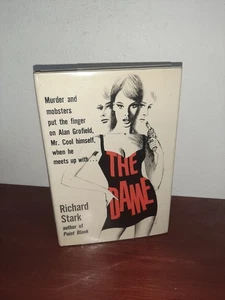 Murder and
mobsters
put the finger
on Alan Grofield,
Mr. Cool himself,
when he
meets up with...
THE
DAME
Richard
Stark
author of
Point Blank